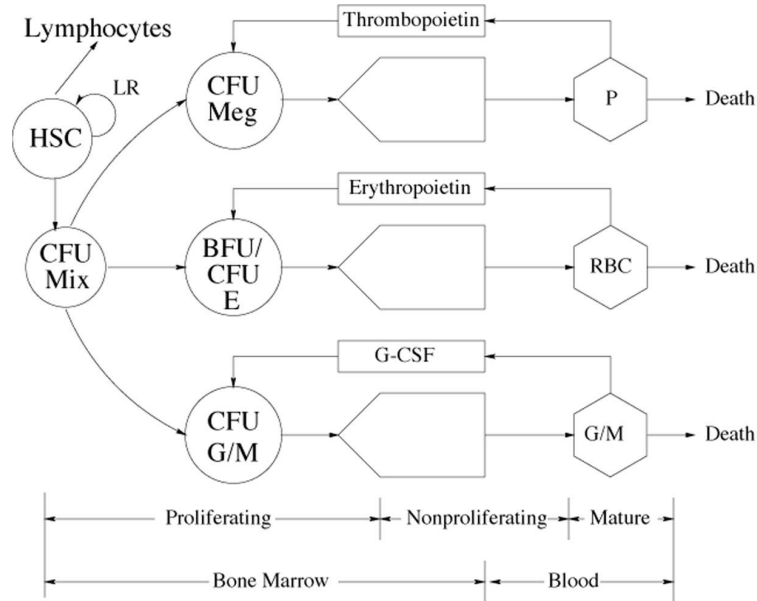 Thrombopoietin
Lymphocytes
LR
HSC
CFU
Meg
P
Death
Erythropoietin
CFU
Mix
BFU/
CFU
E
RBC
Death
G-CSF
CFU
G/M
G/M
Death
Proliferating
Nonproliferating
Mature
Bone Marrow
Blood